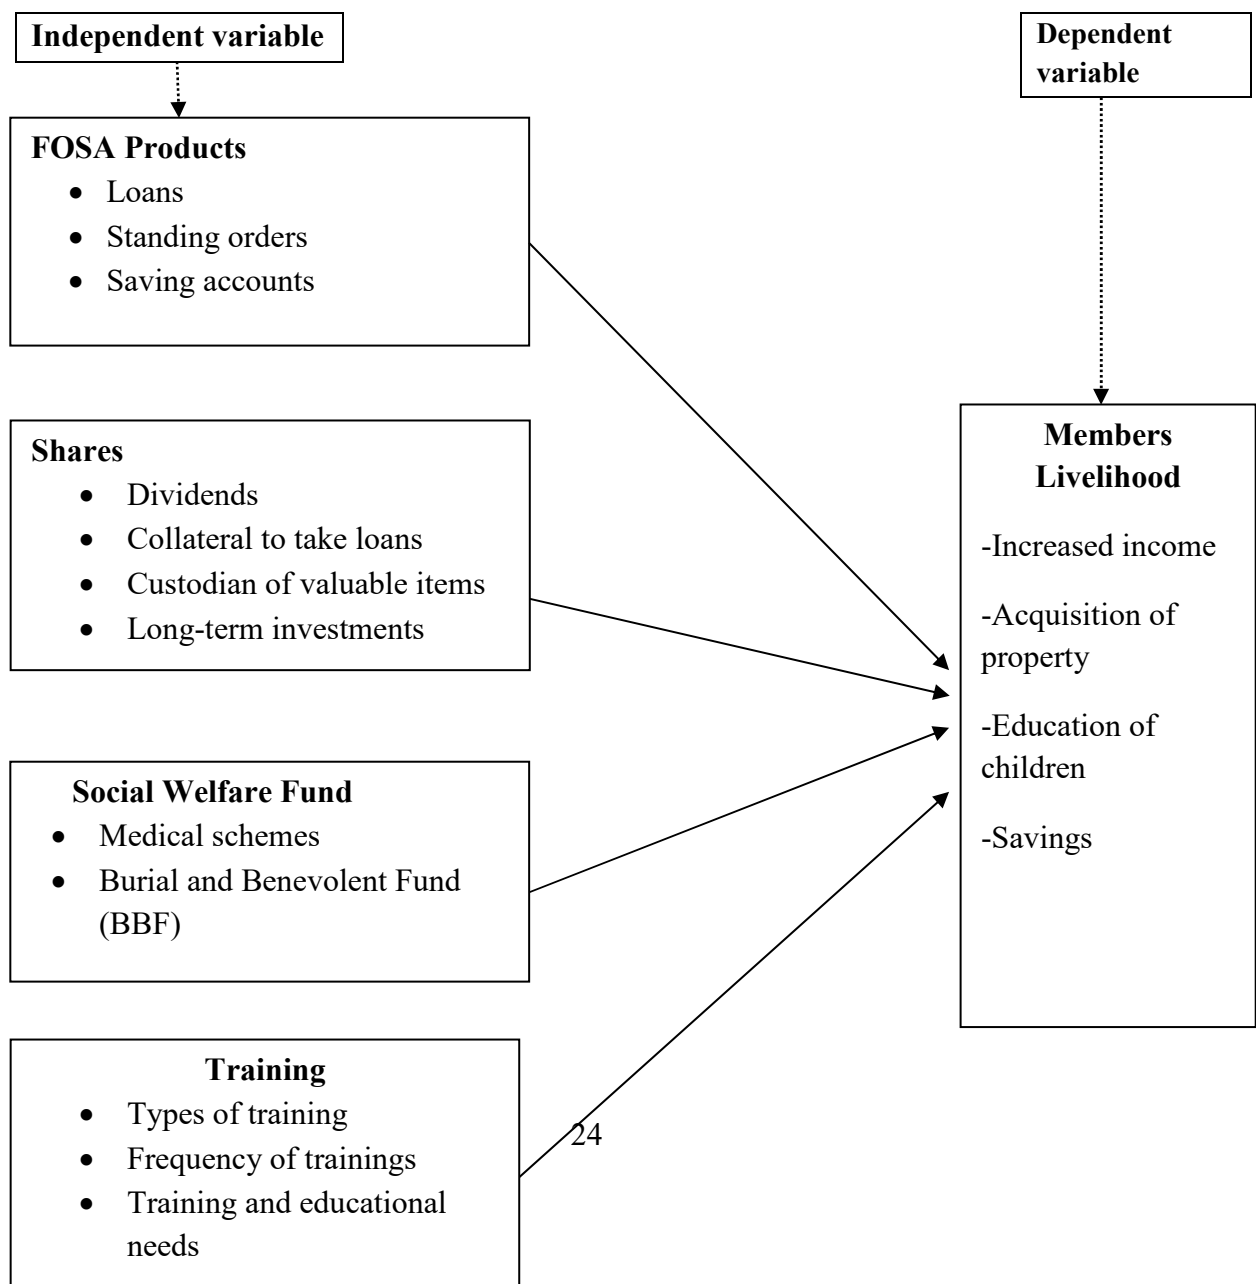 Independent variable
Dependent
variable
FOSA Products
• Loans
• Standing orders
• Saving accounts
Shares
• Dividends
• Collateral to take loans
• Custodian of valuable items
• Long-term investments
Social Welfare Fund
• Medical schemes
• Burial and Benevolent Fund
(BBF)
Training
• Types of training
• Frequency of trainings
• Training and educational
needs
Members
Livelihood
-Increased income
-Acquisition of
property
-Education of
children
-Savings
24